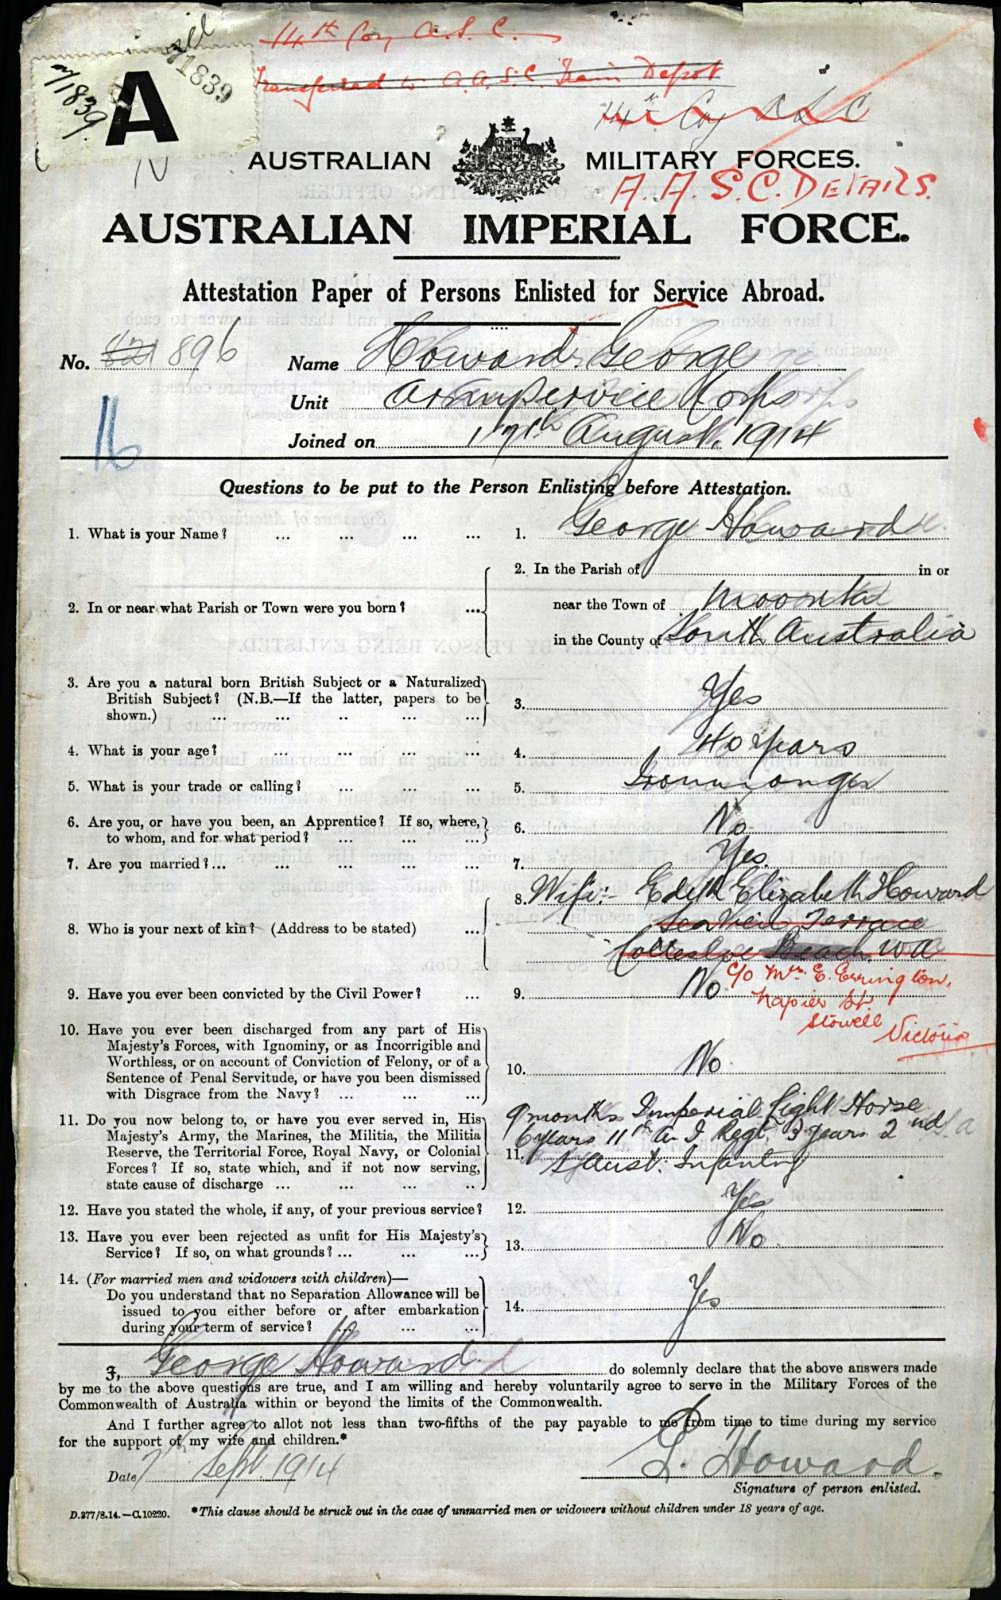 14th Coy A.S.C.
Transferred to A.A.S.C. Train Depot
14th Coy ASC
71839
71839
A
AUSTRALIAN MILITARY FORCES.
A.A.S.C. DETAILS.
AUSTRALIAN IMPERIAL FORCE.
Attestation Paper of Persons Enlisted for Service Abroad.
No. 896 Name Howard George
Unit Army Service Corps
16
Joined on 17th August 1914
Questions to be put to the Person Enlisting before Attestation.
1. What is your Name? ... ... ... ... 1. George Howard
2. In the Parish of in or
2. In or near what Parish or Town were you born? ... near the Town of Moonta
in the County of South Australia
3. Are you a natural born British Subject or a Naturalized
British Subject? (N.B.—If the latter, papers to be
shown.) ... ... .. ... ... 3. Yes
4. What is your age? ... ... ... ... 4. 40 years
5. What is your trade or calling? ... ... ... 5. Ironmonger
6. Are you, or have you been, an Apprentice? If so, where,
to whom, and for what period? ... ... ... 6. No
7. Are you married?... ... ... ... ... 7. Yes.
8. Wife:- Edith Elizabeth Howard
8. Who is your next of kin? (Address to be stated) ... Sea View Terrace
Cottesloe Beach WA
c/o Mrs E. Errington,
Napier St.
Stowell
Victoria
9. Have you ever been convicted by the Civil Power? ... 9. No
10. Have you ever been discharged from any part of His
Majesty's Forces, with Ignominy, or as Incorrigible and
Worthless, or on account of Conviction of Felony, or of a
Sentence of Penal Servitude, or have you been dismissed
with Disgrace from the Navy? ... ... ... 10. No.
11. Do you now belong to, or have you ever served in, His
Majesty's Army, the Marines, the Militia, the Militia
Reserve, the Territorial Force, Royal Navy, or Colonial
Forces? If so, state which, and if not now serving,
state cause of discharge ... ... ... ..
9 months Imperial Light Horse
6 years 11th A.I. Regt. 3 years 2nd
11. S. Aust. Infantry
12. Have you stated the whole, if any, of your previous service? 12. Yes
13. Have you ever been rejected as unfit for His Majesty's
Service? If so, on what grounds? ... ... ... 13. No
14. (For married men and widowers with children)—
Do you understand that no Separation Allowance will be
issued to you either before or after embarkation
during your term of service? ... ... ... 14. Yes
I, George Howard do solemnly declare that the above answers made
by me to the above questions are true, and I am willing and hereby voluntarily agree to serve in the Military Forces of the
Commonwealth of Australia within or beyond the limits of the Commonwealth.
And I further agree to allot not less than two-fifths of the pay payable to me from time to time during my service
for the support of my wife and children.*
Date 7th Sept. 1914 G. Howard.
Signature of person enlisted.
D.277/8.14.—C.10220. *This clause should be struck out in the case of unmarried men or widowers without children under 18 years of age.